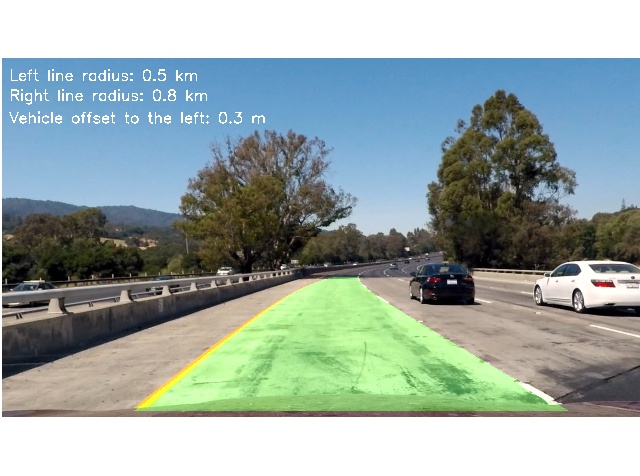 Left line radius: 0.5 km
Right line radius: 0.8 km
Vehicle offset to the left: 0.3 m